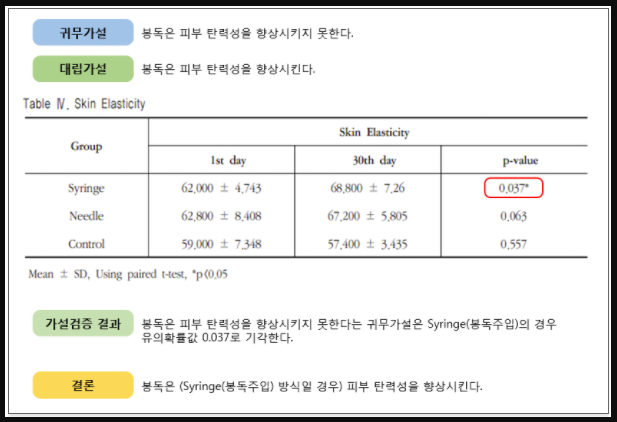 귀무가설 봉독은 피부 탄력성을 향상시키지 못한다.
대립가설 봉독은 피부 탄력성을 향상시킨다.
Table Ⅳ. Skin Elasticity
Group Skin Elasticity
1st day 30th day p-value
Syringe 62,000 ± 4,743 68,800 ± 7,26 0,037*
Needle 62,800 ± 8,408 67,200 ± 5,805 0,063
Control 59,000 ± 7,348 57,400 ± 3,435 0,557
Mean ± SD, Using paired t-test, *p<0,05
가설검증 결과 봉독은 피부 탄력성을 향상시키지 못한다는 귀무가설은 Syringe(봉독주입)의 경우
유의확률값 0.037로 기각한다.
결론 봉독은 (Syringe(봉독주입) 방식일 경우) 피부 탄력성을 향상시킨다.